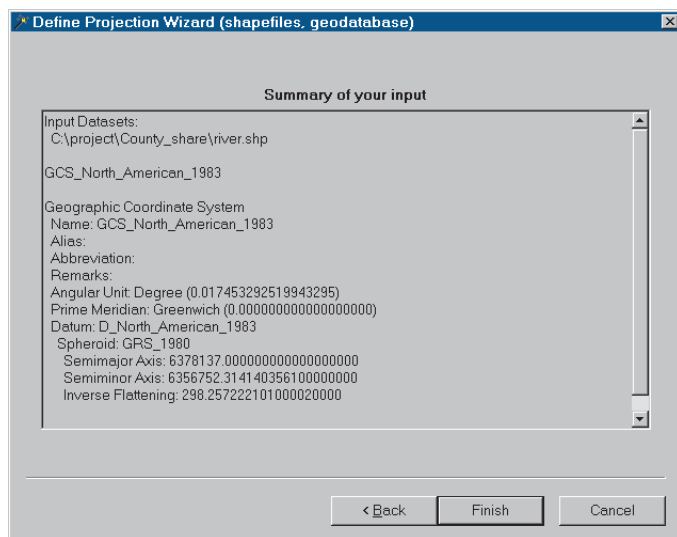 Define Projection Wizard (shapefiles, geodatabase)
Summary of your input
Input Datasets:
C:\project\County_share\river.shp
GCS_North_American_1983
Geographic Coordinate System
Name: GCS_North_American_1983
Alias:
Abbreviation:
Remarks:
Angular Unit: Degree (0.017453292519943295)
Prime Meridian: Greenwich (0.000000000000000000)
Datum: D_North_American_1983
Spheroid: GRS_1980
Semimajor Axis: 6378137.000000000000000000
Semiminor Axis: 6356752.314140356100000000
Inverse Flattening: 298.257222101000020000
< Back
Finish
Cancel